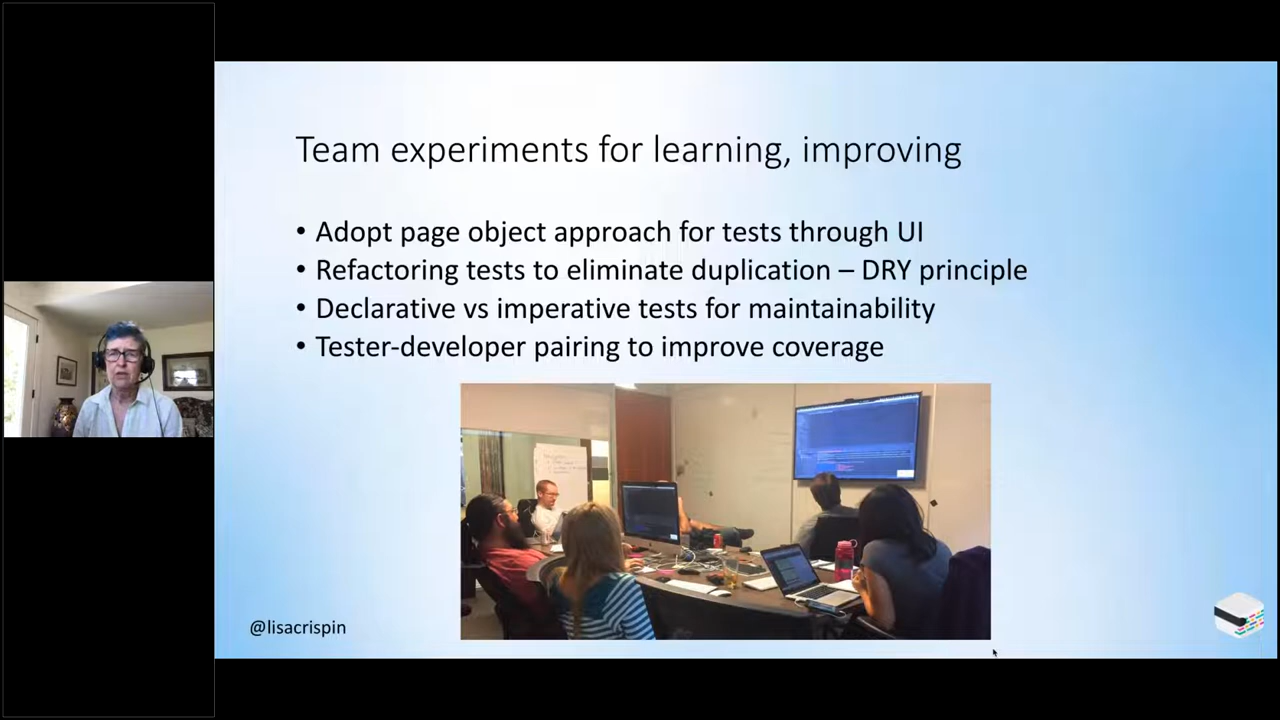 Team experiments for learning, improving
• Adopt page object approach for tests through UI
• Refactoring tests to eliminate duplication – DRY principle
• Declarative vs imperative tests for maintainability
• Tester-developer pairing to improve coverage
@lisacrispin